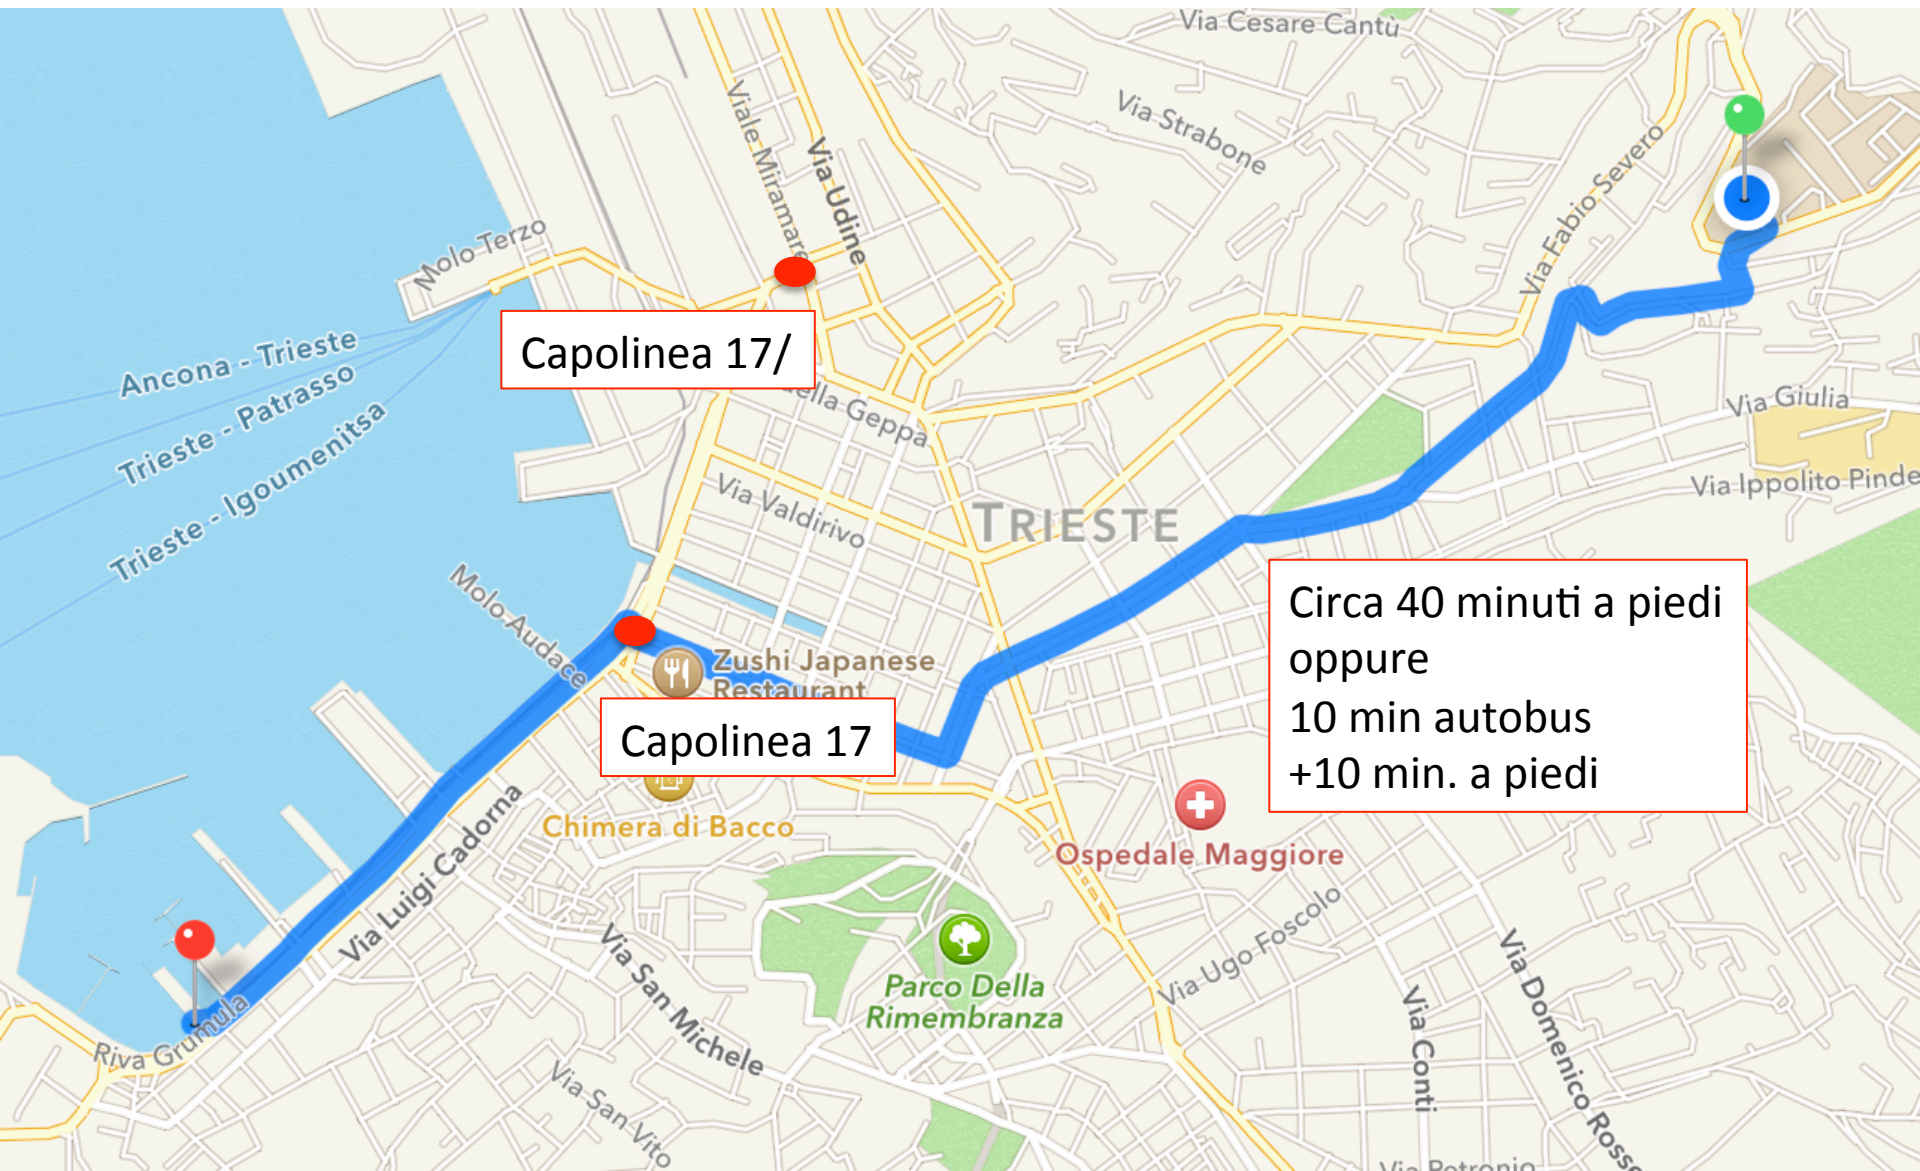 Via Cesare Cantù
Via Strabone
Viale Miramare
Via Udine
Via Fabio Severo
Molo Terzo
Capolinea 17/
Ancona - Trieste
Trieste - Patrasso
Trieste - Igoumenitsa
della Geppa
Via Giulia
Via Ippolito Pinde
Via Valdirivo
TRIESTE
Molo Audace
Zushi Japanese
Restaurant
Capolinea 17
Circa 40 minuti a piedi
oppure
10 min autobus
+10 min. a piedi
Chimera di Bacco
Via Luigi Cadorna
Ospedale Maggiore
Via Ugo Foscolo
Via San Michele
Parco Della
Rimembranza
Via Conti
Via Domenico Rosse
Riva Grumula
Via San Vito
Via Petronio